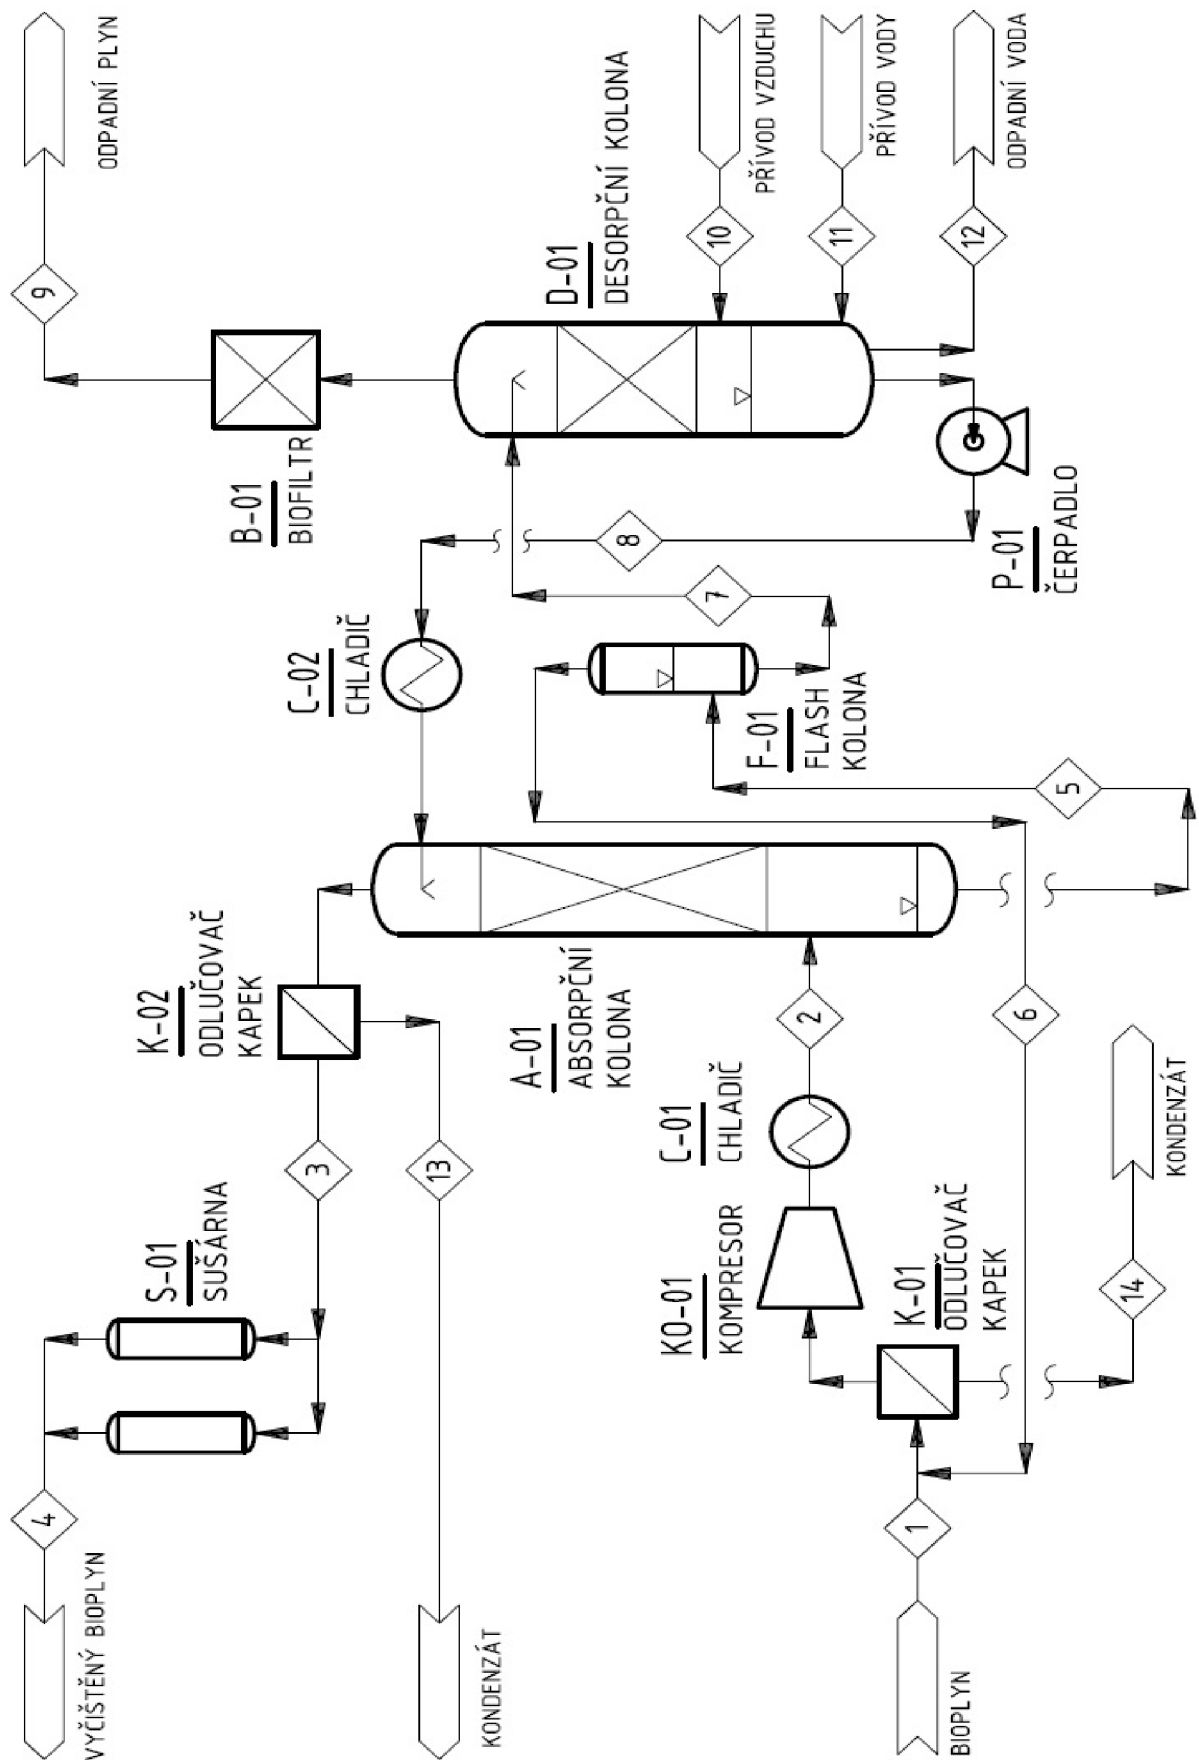 VYČIŠTĚNÝ BIOPLYN
4
S-01
SUŠÁRNA
3
K-02
ODLUČOVAČ
KAPEK
B-01
BIOFILTR
9
ODPADNÍ PLYN
KONDENZÁT
13
C-02
CHLADIČ
A-01
ABSORPČNÍ
KOLONA
D-01
DESORPČNÍ KOLONA
8
7
10
PŘÍVOD VZDUCHU
11
PŘÍVOD VODY
12
ODPADNÍ VODA
KO-01
KOMPRESOR
C-01
CHLADIČ
2
F-01
FLASH
KOLONA
P-01
ČERPADLO
BIOPLYN
1
K-01
ODLUČOVAČ
KAPEK
6
5
14
KONDENZÁT